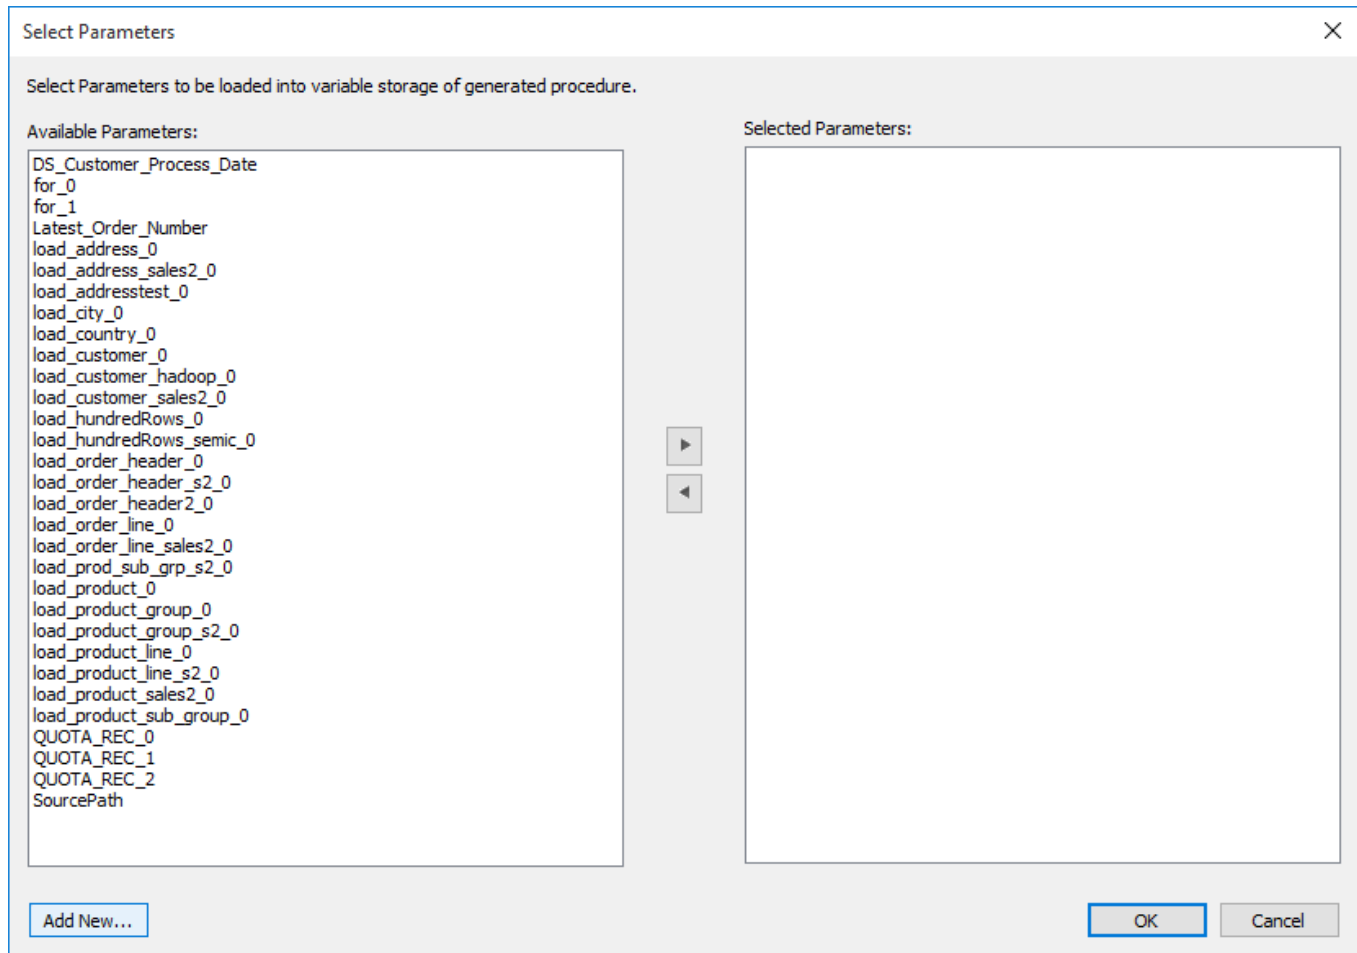 Select Parameters
Select Parameters to be loaded into variable storage of generated procedure.
Available Parameters:
DS_Customer_Process_Date
for_0
for_1
Latest_Order_Number
load_address_0
load_address_sales2_0
load_addresstest_0
load_city_0
load_country_0
load_customer_0
load_customer_hadoop_0
load_customer_sales2_0
load_hundredRows_0
load_hundredRows_semic_0
load_order_header_0
load_order_header_s2_0
load_order_header2_0
load_order_line_0
load_order_line_sales2_0
load_prod_sub_grp_s2_0
load_product_0
load_product_group_0
load_product_group_s2_0
load_product_line_0
load_product_line_s2_0
load_product_sales2_0
load_product_sub_group_0
QUOTA_REC_0
QUOTA_REC_1
QUOTA_REC_2
SourcePath
Selected Parameters:
Add New...
OK
Cancel